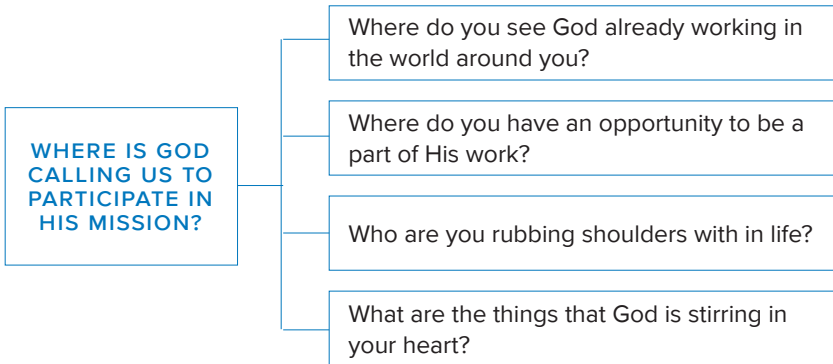 WHERE IS GOD
CALLING US TO
PARTICIPATE IN
HIS MISSION?
Where do you see God already working in
the world around you?
Where do you have an opportunity to be a
part of His work?
Who are you rubbing shoulders with in life?
What are the things that God is stirring in
your heart?